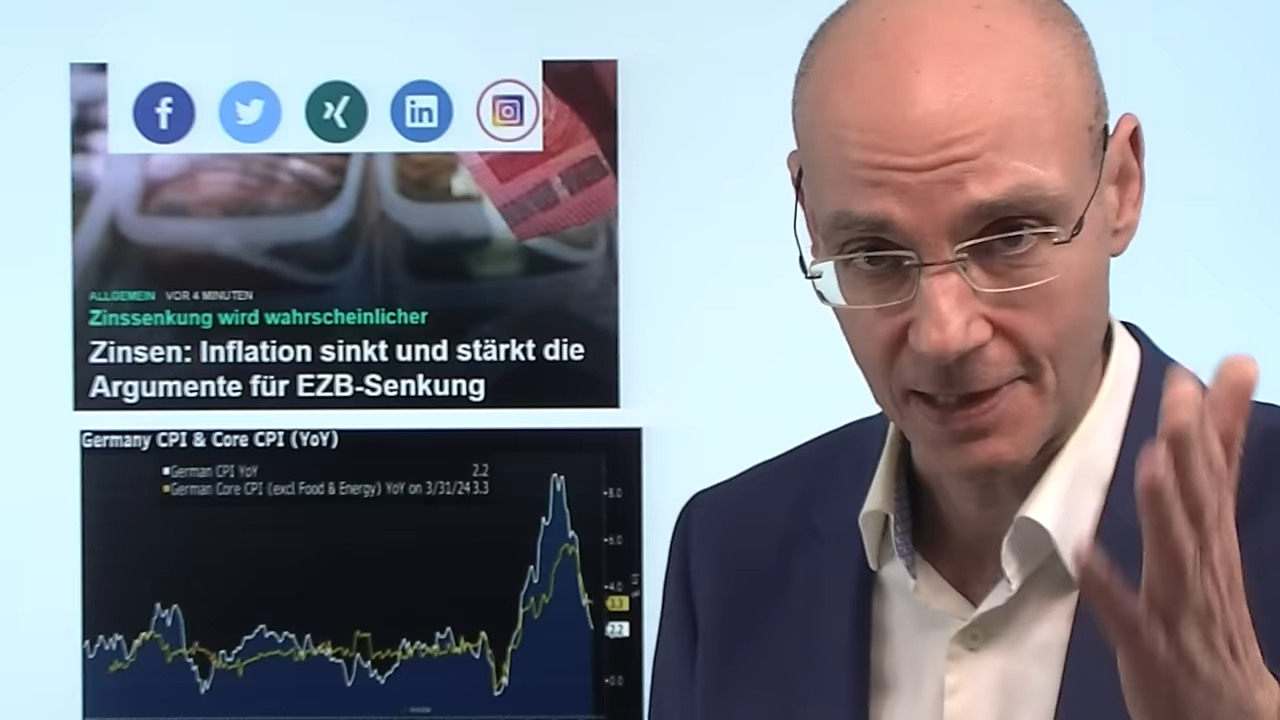 f
in
ALLGEMEIN VOR 4 MINUTEN
Zinssenkung wird wahrscheinlicher
Zinsen: Inflation sinkt und stärkt die
Argumente für EZB-Senkung
Germany CPI & Core CPI (YoY)
German CPI YoY 2.2
German Core CPI (excl Food & Energy) YoY on 3/31/24 3.3
8.0
6.0
4.0
3.3
2.2
0.0